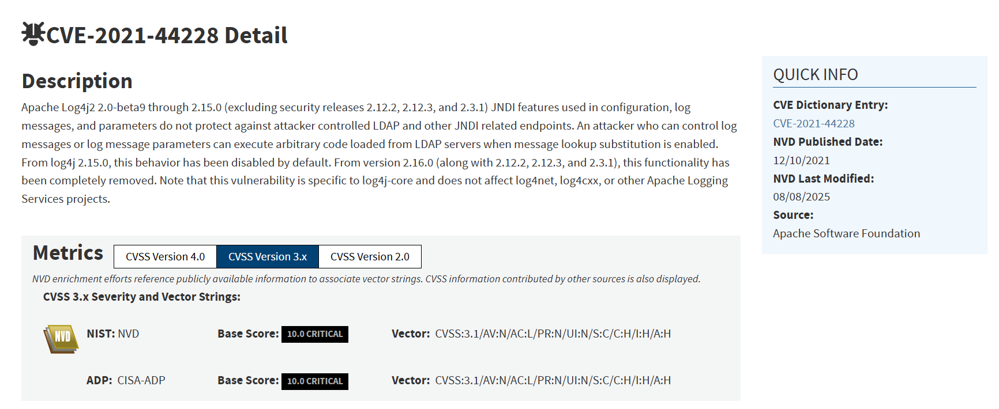 CVE-2021-44228 Detail
Description
Apache Log4j2 2.0-beta9 through 2.15.0 (excluding security releases 2.12.2, 2.12.3, and 2.3.1) JNDI features used in configuration, log
messages, and parameters do not protect against attacker controlled LDAP and other JNDI related endpoints. An attacker who can control log
messages or log message parameters can execute arbitrary code loaded from LDAP servers when message lookup substitution is enabled.
From log4j 2.15.0, this behavior has been disabled by default. From version 2.16.0 (along with 2.12.2, 2.12.3, and 2.3.1), this functionality has
been completely removed. Note that this vulnerability is specific to log4j-core and does not affect log4net, log4cxx, or other Apache Logging
Services projects.
Metrics
CVSS Version 4.0
CVSS Version 3.x
CVSS Version 2.0
NVD enrichment efforts reference publicly available information to associate vector strings. CVSS information contributed by other sources is also displayed.
CVSS 3.x Severity and Vector Strings:
NVD
NIST: NVD
Base Score: 10.0 CRITICAL
Vector: CVSS:3.1/AV:N/AC:L/PR:N/UI:N/S:C/C:H/I:H/A:H
ADP: CISA-ADP
Base Score: 10.0 CRITICAL
Vector: CVSS:3.1/AV:N/AC:L/PR:N/UI:N/S:C/C:H/I:H/A:H
QUICK INFO
CVE Dictionary Entry:
CVE-2021-44228
NVD Published Date:
12/10/2021
NVD Last Modified:
08/08/2025
Source:
Apache Software Foundation